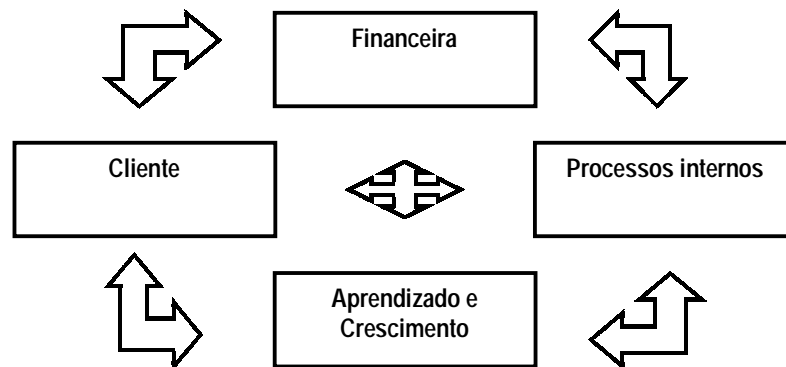 Financeira
Cliente
Processos internos
Aprendizado e
Crescimento